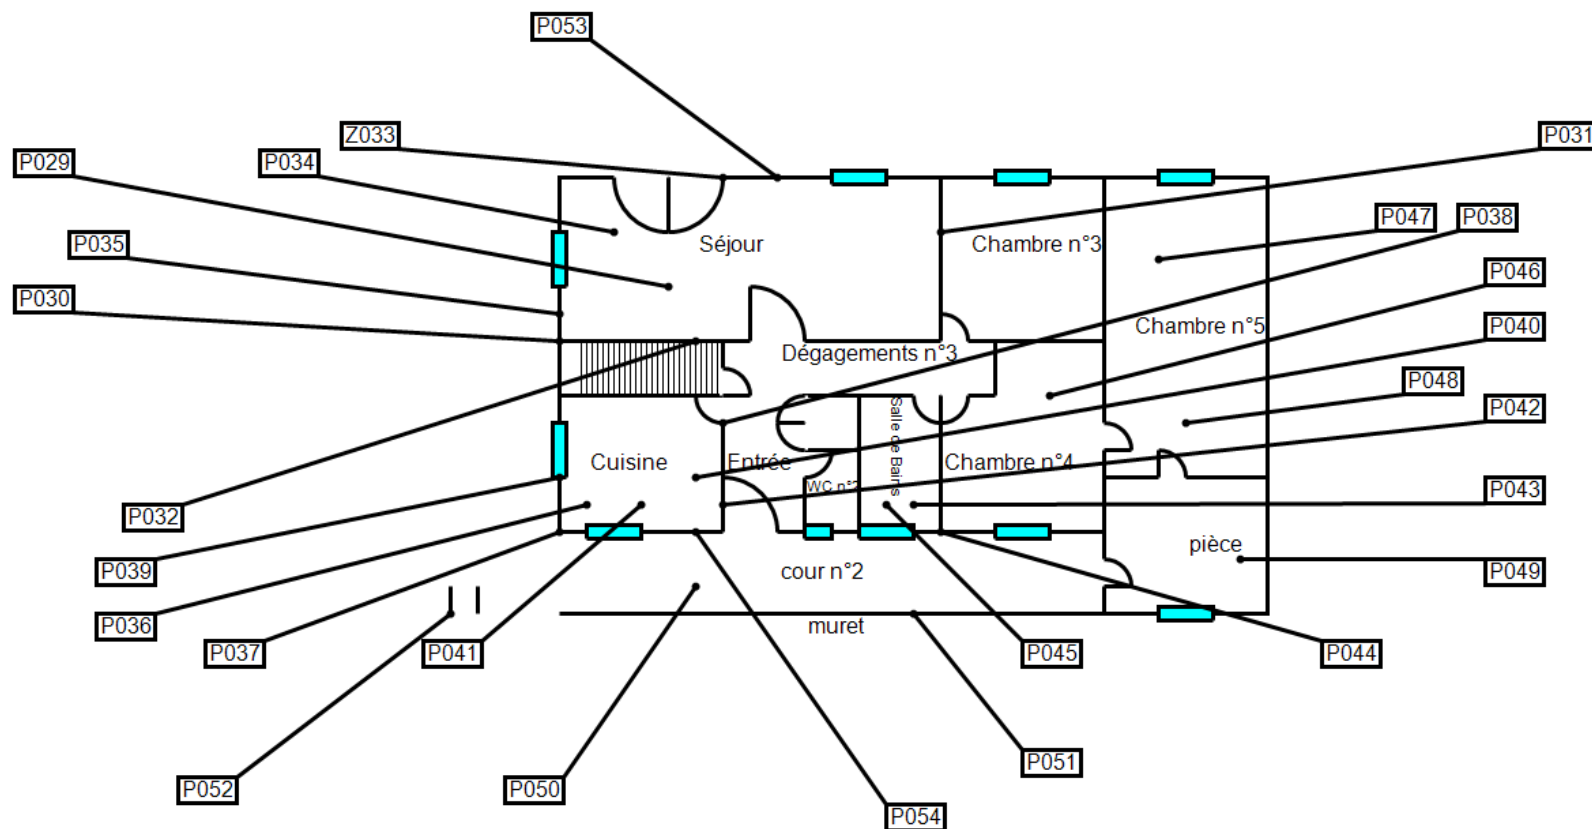 P053
Z033
P034
P029
P031
P047
P038
P035
Séjour
Chambre n°3
P046
P030
P040
Chambre n°5
Dégagements n°3
P048
P042
Salle de Bains
Cuisine
Entrée
Chambre n°4
WC n°2
P043
P032
pièce
P039
cour n°2
P049
P036
muret
P037
P041
P045
P044
P051
P052
P050
P054